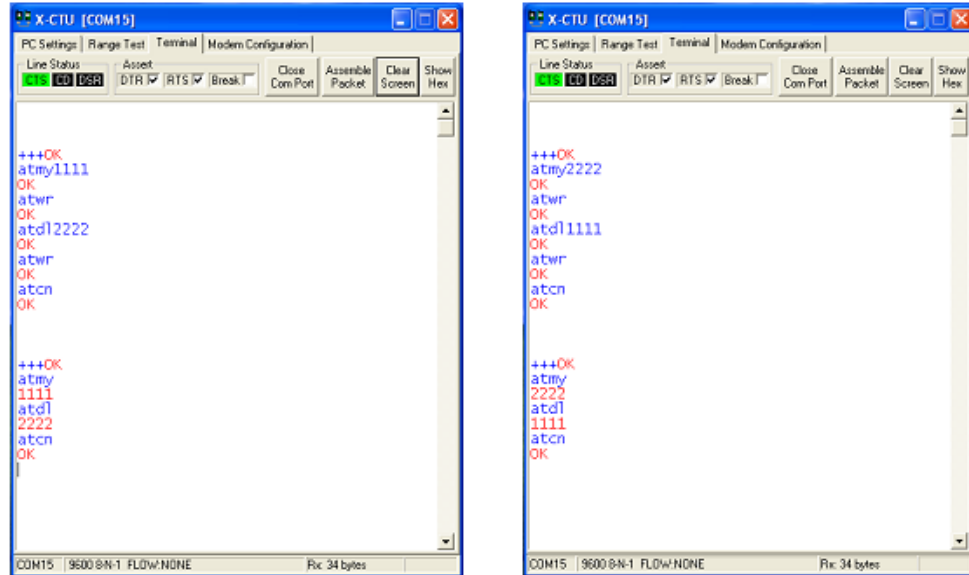 X-CTU [COM15]
PC Settings Range Test Terminal Modem Configuration
Line Status Assert
CTS CD DSR DTR RTS Break Close Com Port Assemble Packet Clear Screen Show Hex
+++OK
atmy1111
OK
atwr
OK
atdl2222
OK
atwr
OK
atcn
OK
+++OK
atmy
1111
atdl
2222
atcn
OK
COM15 9600 8-N-1 FLOW:NONE Rx: 34 bytes
X-CTU [COM15]
PC Settings Range Test Terminal Modem Configuration
Line Status Assert
CTS CD DSR DTR RTS Break Close Com Port Assemble Packet Clear Screen Show Hex
+++OK
atmy2222
OK
atwr
OK
atdl1111
OK
atwr
OK
atcn
OK
+++OK
atmy
2222
atdl
1111
atcn
OK
COM15 9600 8-N-1 FLOW:NONE Rx: 34 bytes